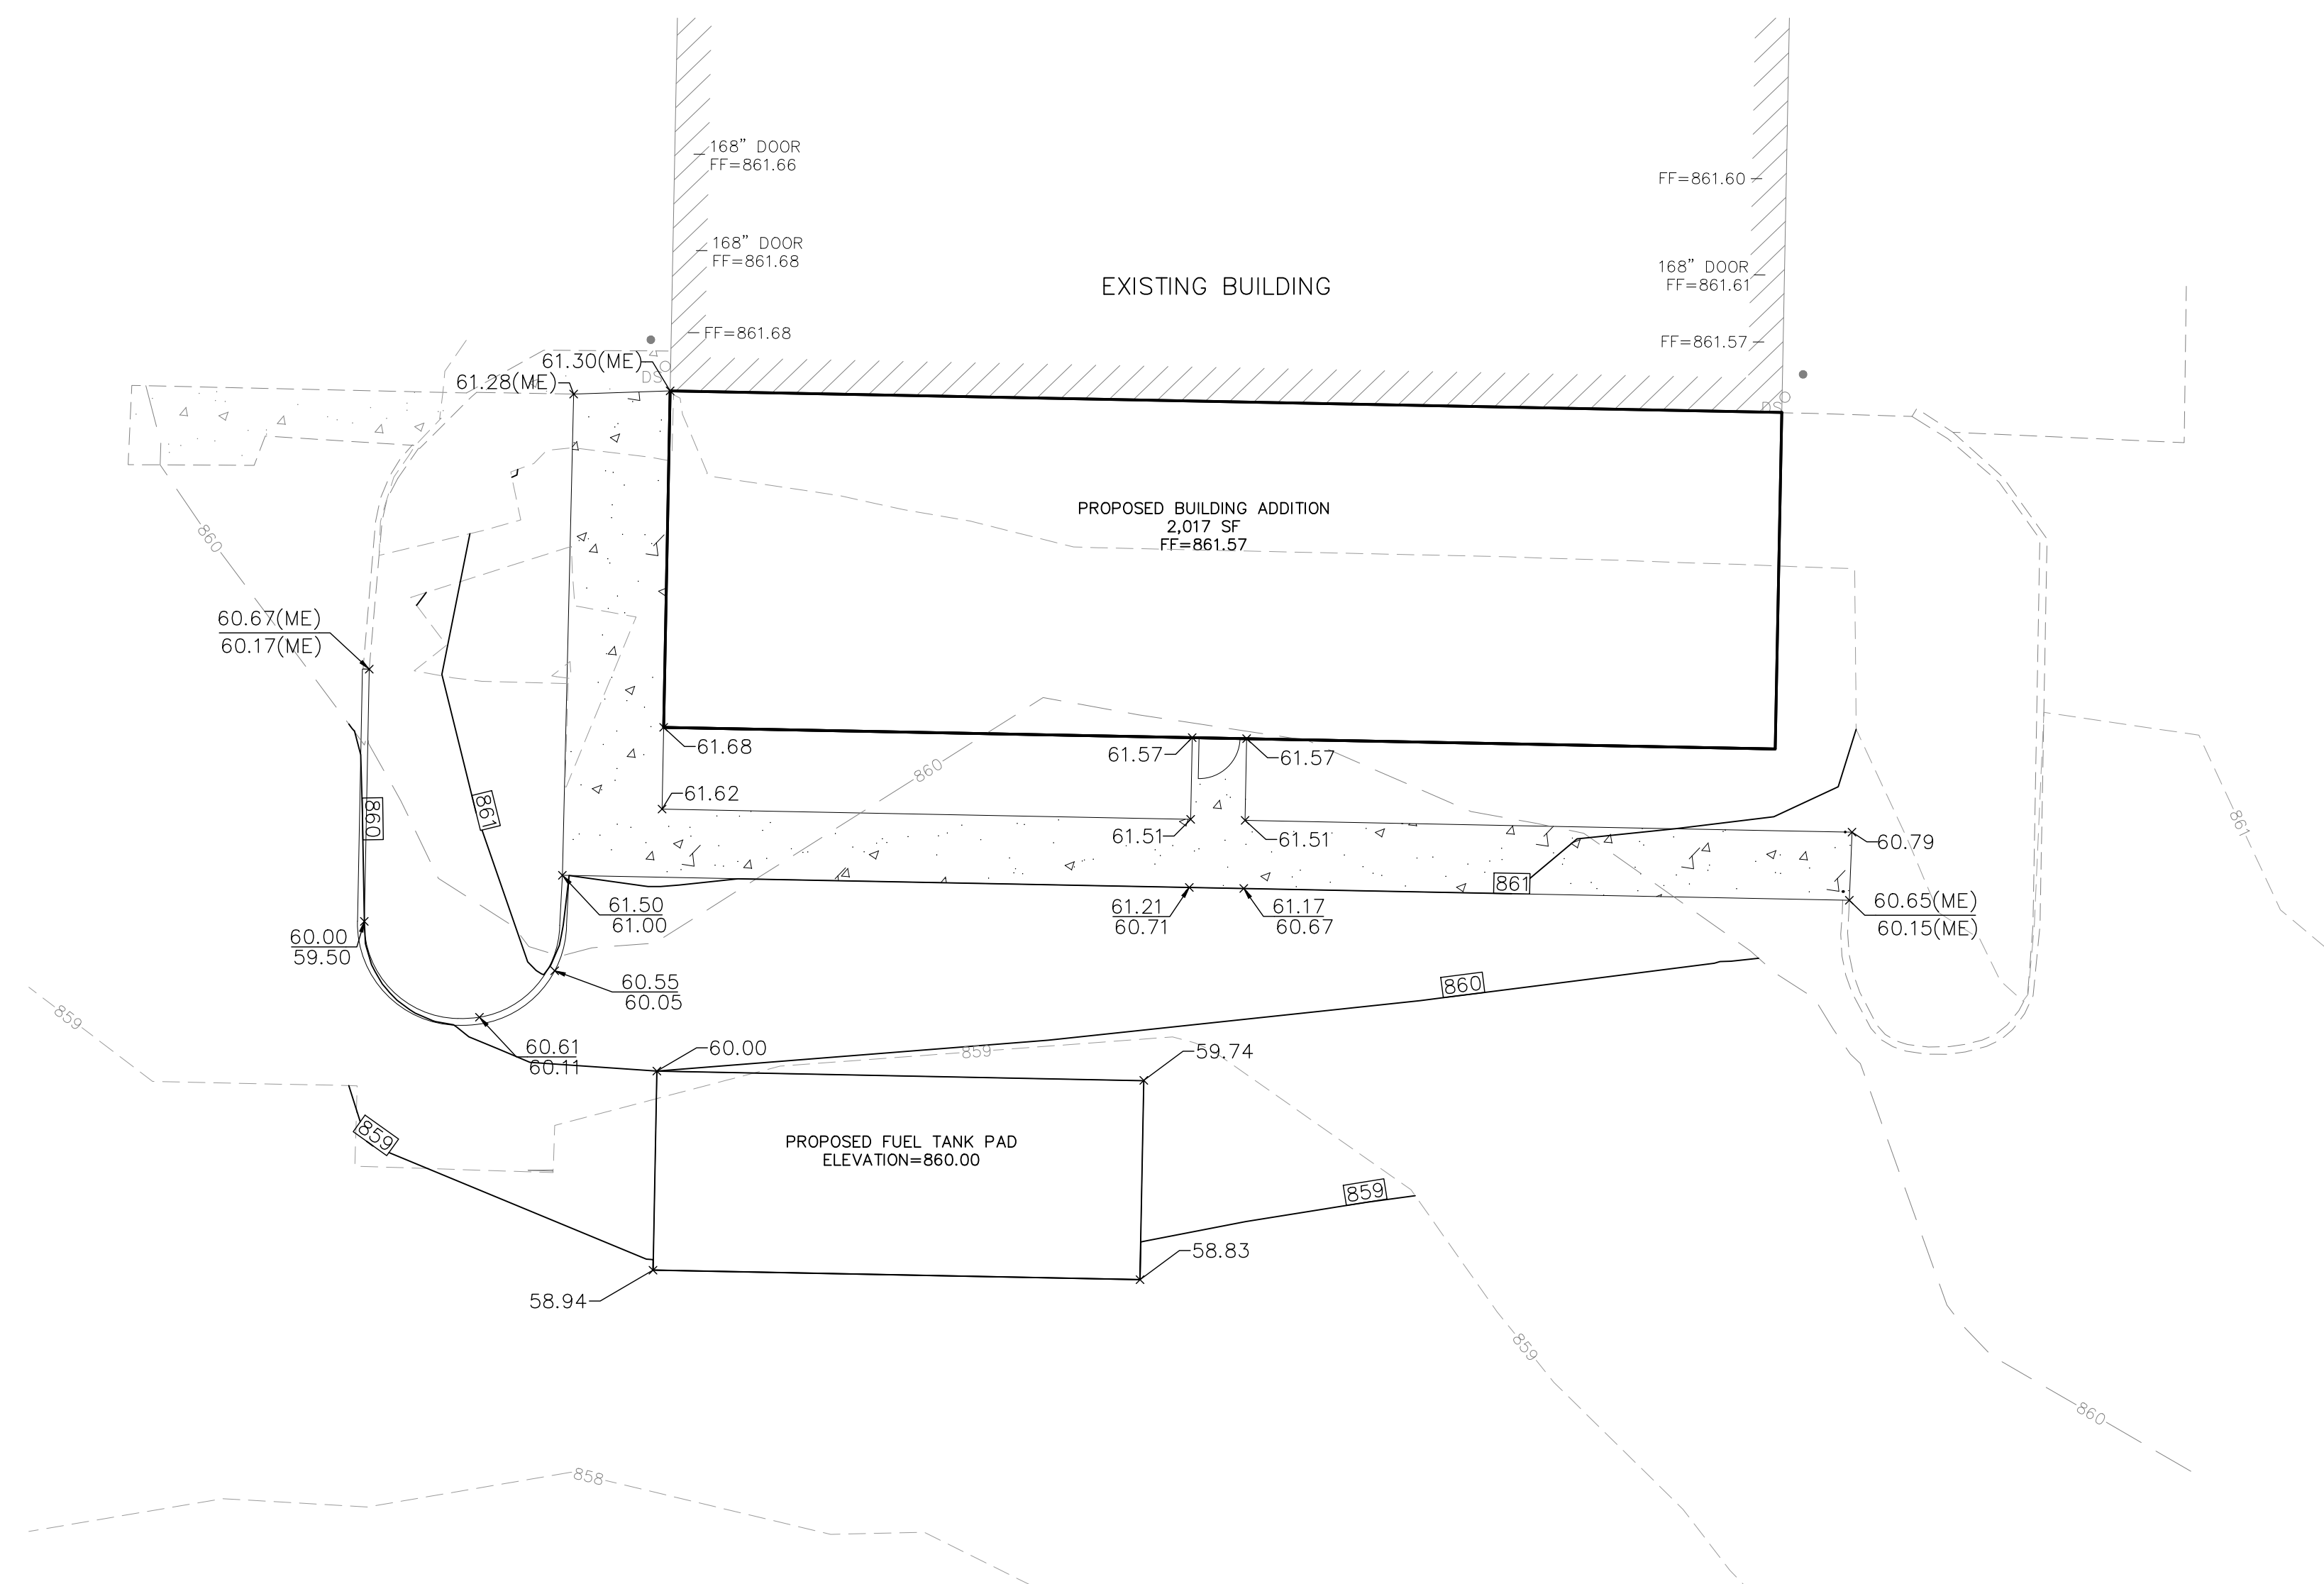 168” DOOR
FF=861.66
FF=861.60
168” DOOR
FF=861.68
168” DOOR
FF=861.61
EXISTING BUILDING
FF=861.68
FF=861.57
61.30(ME)
61.28(ME)
DS
DS
PROPOSED BUILDING ADDITION
2,017 SF
FF=861.57
860
60.67(ME)
60.17(ME)
61.68
61.57
61.57
860
61.62
860
861
61.51
61.51
60.79
861
861
61.50
61.00
61.21
60.71
61.17
60.67
60.65(ME)
60.15(ME)
60.00
59.50
60.55
60.05
860
859
60.61
60.11
60.00
859
59.74
859
PROPOSED FUEL TANK PAD
ELEVATION=860.00
859
58.83
58.94
859
860
858